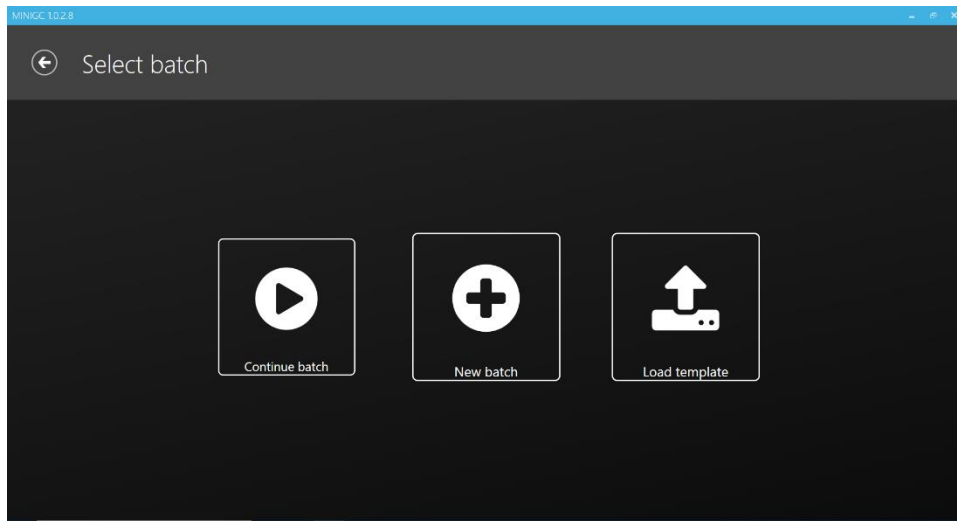 MINIGC 1.0.2.8
Select batch
Continue batch
New batch
Load template